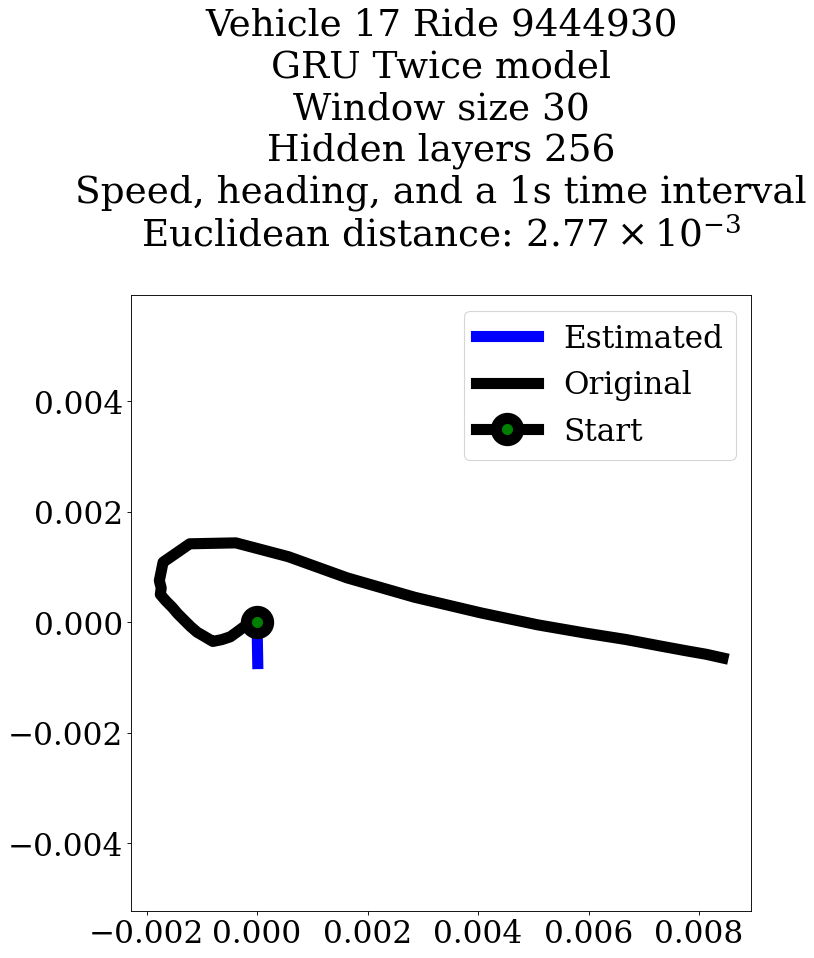 Vehicle 17 Ride 9444930
GRU Twice model
Window size 30
Hidden layers 256
Speed, heading, and a 1s time interval
Euclidean distance: 2.77 × 10⁻³
Estimated
Original
Start
0.004
0.002
0.000
−0.002
−0.004
−0.002 0.000 0.002 0.004 0.006 0.008